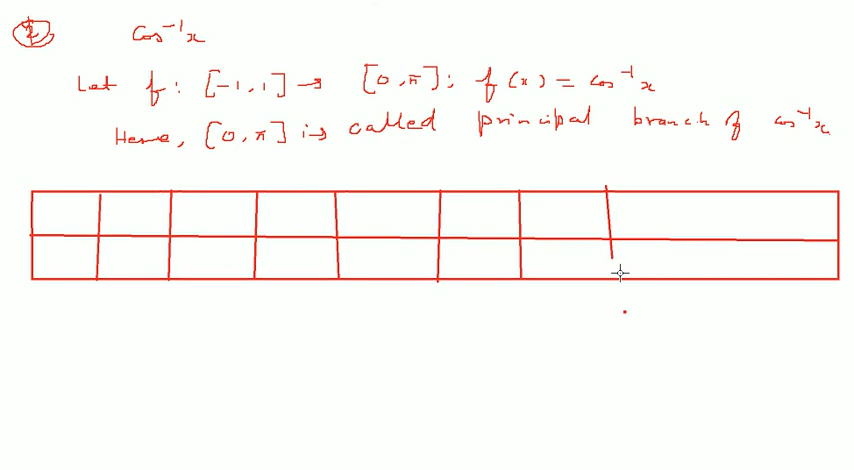 2 cos⁻¹x
Let f : [-1, 1] → [0, π] ; f(x) = cos⁻¹x
Here, [0, π] is called principal branch of cos⁻¹x